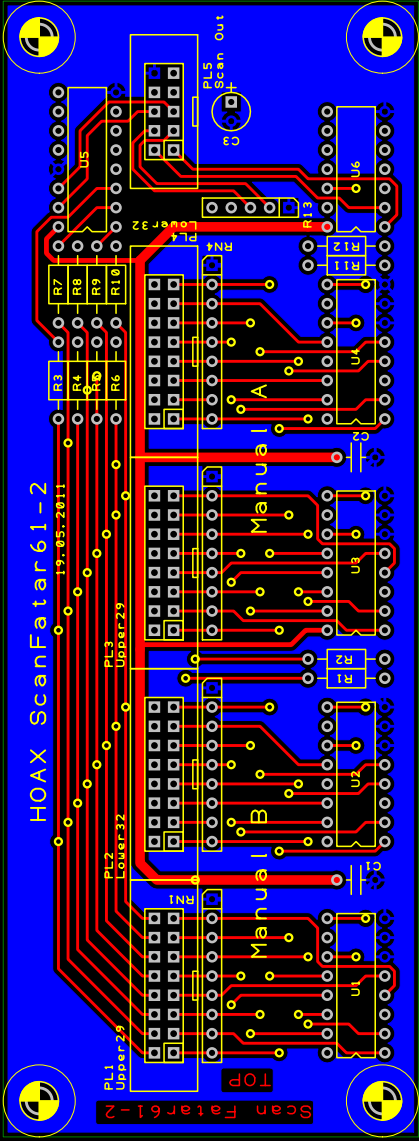 PL5
Scan Out
C3
U5
U6
R13
Lower32
PL4
RN4
R12
R11
R7
R8
R9
R10
U4
R3
R4
R5
R6
Manual A
C2
HOAX ScanFatar61-2
19.05.2011
U3
PL3
Upper29
R2
R1
U2
PL2
Lower32
Manual B
C1
RN1
U1
PL1
Upper29
TOP
Scan Fatar61-2